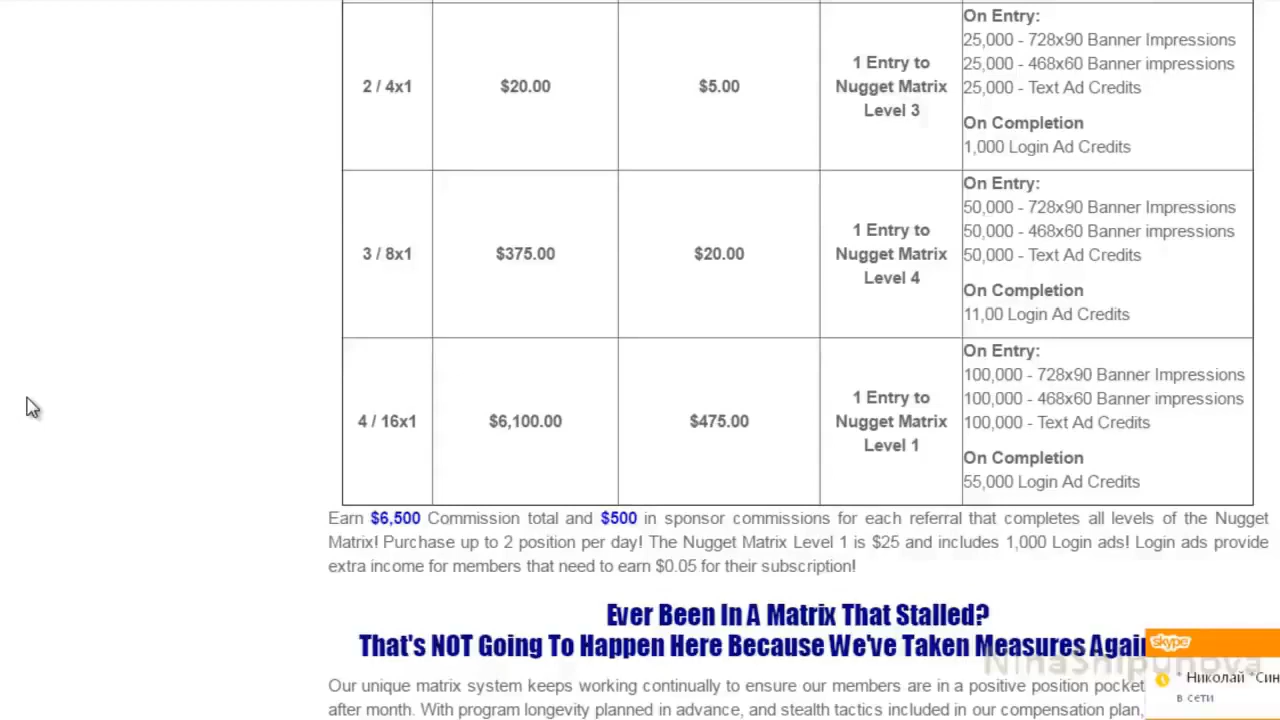 On Entry:
25,000 - 728x90 Banner Impressions
25,000 - 468x60 Banner impressions
25,000 - Text Ad Credits
On Completion
1,000 Login Ad Credits
2 / 4x1
$20.00
$5.00
1 Entry to
Nugget Matrix
Level 3
On Entry:
50,000 - 728x90 Banner Impressions
50,000 - 468x60 Banner impressions
50,000 - Text Ad Credits
On Completion
11,00 Login Ad Credits
3 / 8x1
$375.00
$20.00
1 Entry to
Nugget Matrix
Level 4
On Entry:
100,000 - 728x90 Banner Impressions
100,000 - 468x60 Banner impressions
100,000 - Text Ad Credits
On Completion
55,000 Login Ad Credits
4 / 16x1
$6,100.00
$475.00
1 Entry to
Nugget Matrix
Level 1
Earn $6,500 Commission total and $500 in sponsor commissions for each referral that completes all levels of the Nugget
Matrix! Purchase up to 2 position per day! The Nugget Matrix Level 1 is $25 and includes 1,000 Login ads! Login ads provide
extra income for members that need to earn $0.05 for their subscription!
Ever Been In A Matrix That Stalled?
That's NOT Going To Happen Here Because We've Taken Measures Again
Our unique matrix system keeps working continually to ensure our members are in a positive position pocket
after month. With program longevity planned in advance, and stealth tactics included in our compensation plan,
NinaShipunova
skype
* Николай *Син
в сети